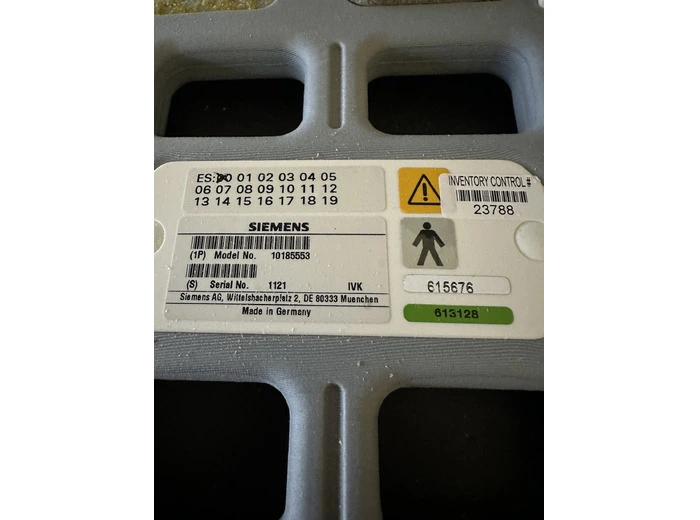 ES: 00 01 02 03 04 05
06 07 08 09 10 11 12
13 14 15 16 17 18 19
INVENTORY CONTROL#
23788
SIEMENS
(1P) Model No. 10185553
(S) Serial No. 1121 IVK
Siemens AG, Wittelsbacherplatz 2, DE 80333 Muenchen
Made in Germany
615676
613128